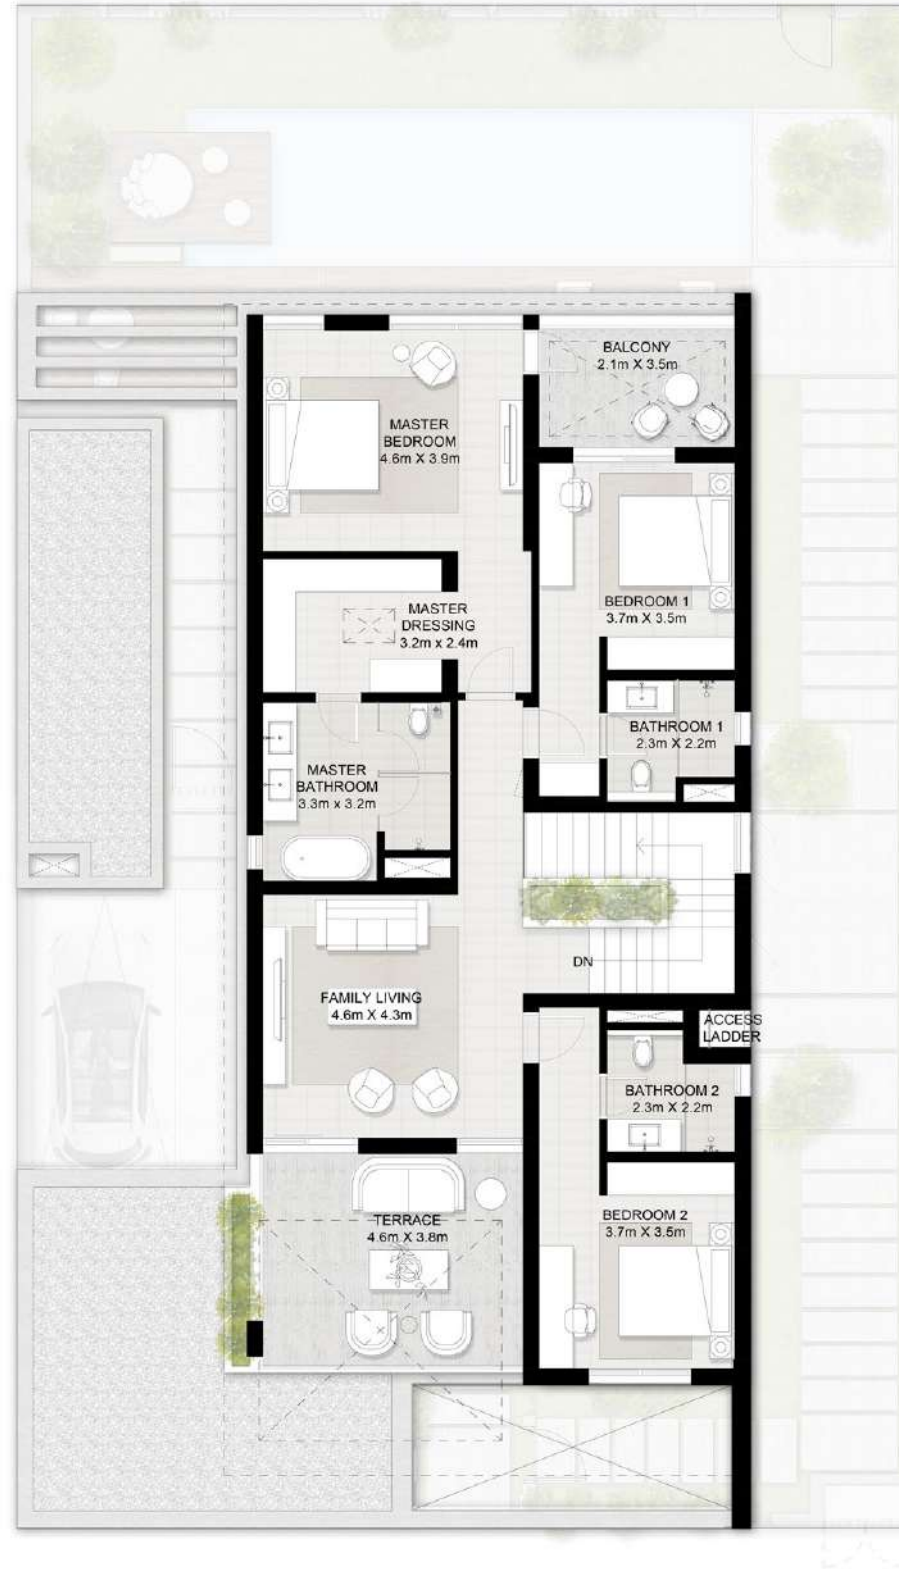 BALCONY
2.1m X 3.5m
MASTER
BEDROOM
4.6m X 3.9m
BEDROOM 1
3.7m X 3.5m
MASTER
DRESSING
3.2m x 2.4m
BATHROOM 1
2.3m X 2.2m
MASTER
BATHROOM
3.3m x 3.2m
DN
FAMILY LIVING
4.6m X 4.3m
ACCESS
LADDER
BATHROOM 2
2.3m X 2.2m
TERRACE
4.6m X 3.8m
BEDROOM 2
3.7m X 3.5m